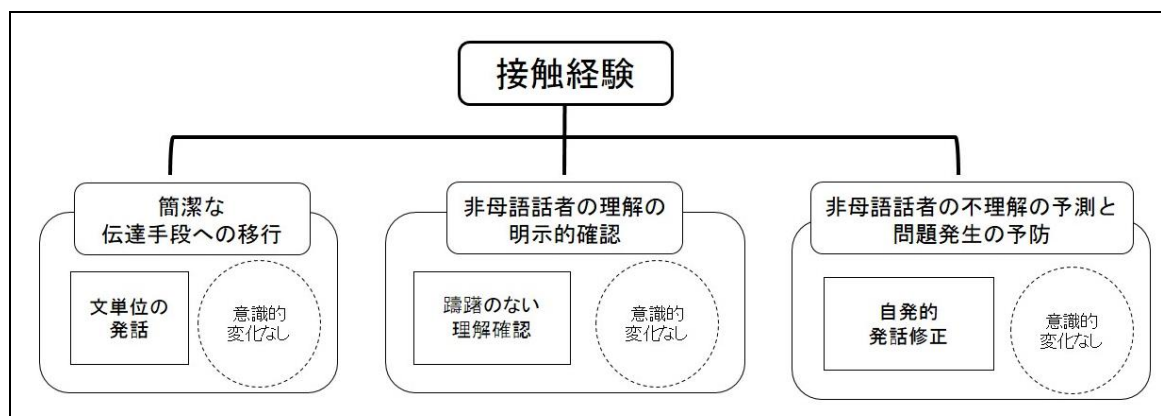 接触経験
簡潔な
伝達手段への移行
文単位の
発話
意識的
変化なし
非母語話者の理解の
明示的確認
躊躇のない
理解確認
意識的
変化なし
非母語話者の不理解の予測と
問題発生の予防
自発的
発話修正
意識的
変化なし